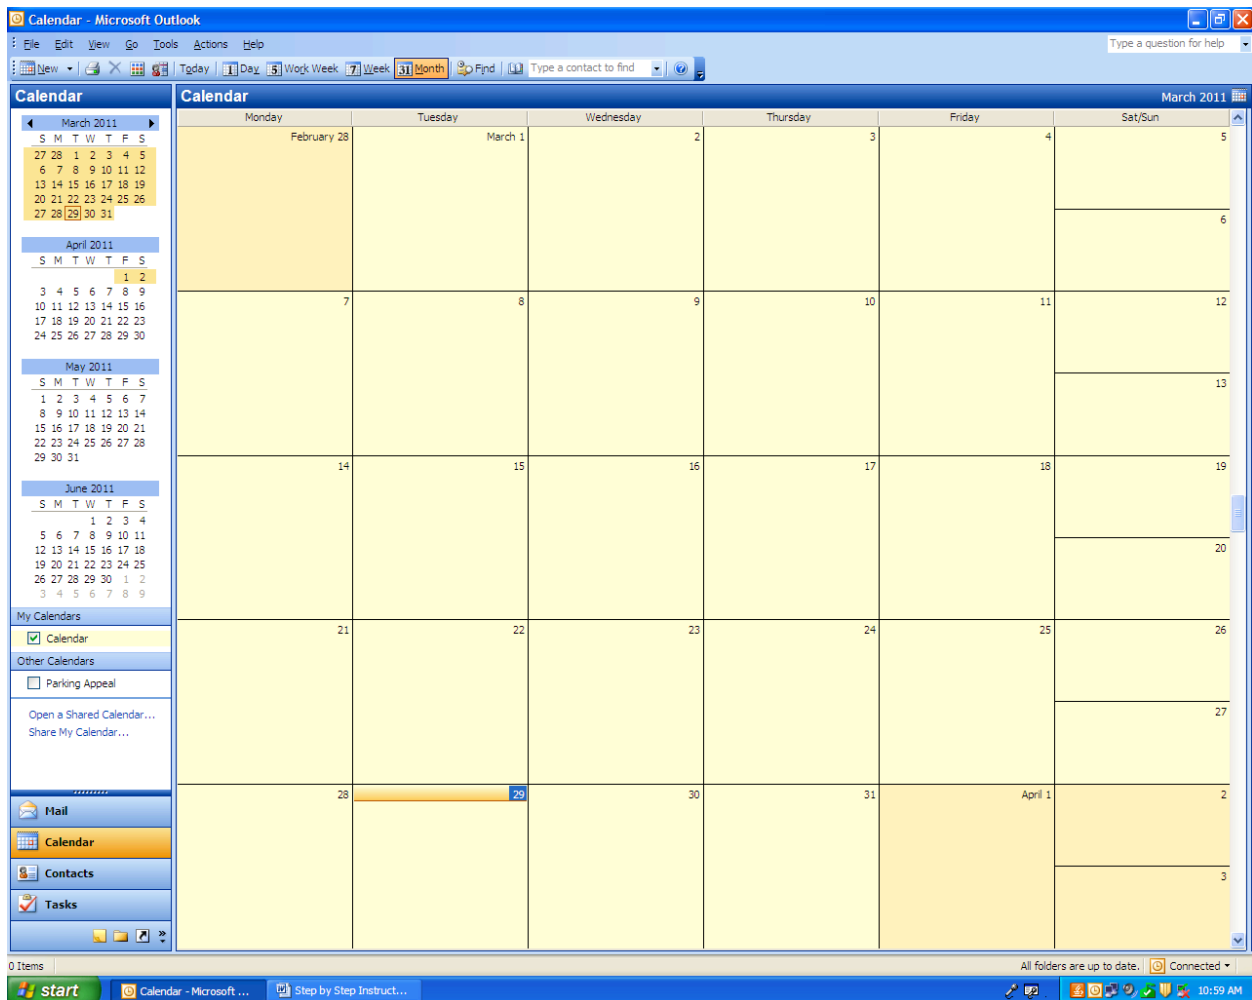 Calendar - Microsoft Outlook
File Edit View Go Tools Actions Help
Type a question for help
New Today 1 Day 5 Work Week 7 Week 31 Month Find Type a contact to find
Calendar
March 2011
S M T W T F S
27 28 1 2 3 4 5
6 7 8 9 10 11 12
13 14 15 16 17 18 19
20 21 22 23 24 25 26
27 28 29 30 31
April 2011
S M T W T F S
1 2
3 4 5 6 7 8 9
10 11 12 13 14 15 16
17 18 19 20 21 22 23
24 25 26 27 28 29 30
May 2011
S M T W T F S
1 2 3 4 5 6 7
8 9 10 11 12 13 14
15 16 17 18 19 20 21
22 23 24 25 26 27 28
29 30 31
June 2011
S M T W T F S
1 2 3 4
5 6 7 8 9 10 11
12 13 14 15 16 17 18
19 20 21 22 23 24 25
26 27 28 29 30 1 2
3 4 5 6 7 8 9
My Calendars
Calendar
Other Calendars
Parking Appeal
Open a Shared Calendar...
Share My Calendar...
Mail
Calendar
Contacts
Tasks
Calendar March 2011
Monday Tuesday Wednesday Thursday Friday Sat/Sun
February 28 March 1 2 3 4 5
6
7 8 9 10 11 12
13
14 15 16 17 18 19
20
21 22 23 24 25 26
27
28 29 30 31 April 1 2
3
0 Items
All folders are up to date. Connected
start Calendar - Microsoft ... Step by Step Instruct... 10:59 AM